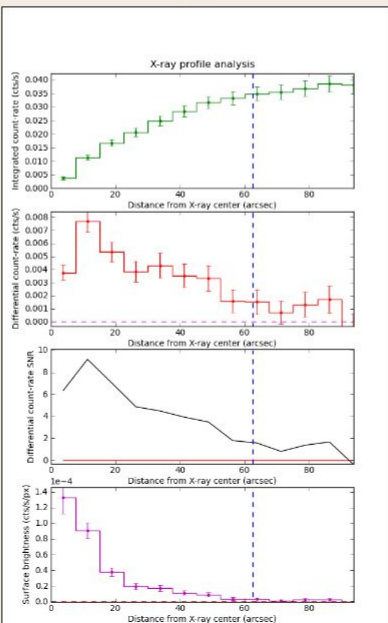 X-ray profile analysis
Integrated count-rate (cts/s)
0.040
0.035
0.030
0.025
0.020
0.015
0.010
0.005
0.000
0 20 40 60 80
Distance from X-ray center (arcsec)
Differential count-rate (cts/s)
0.008
0.007
0.006
0.005
0.004
0.003
0.002
0.001
0.000
0 20 40 60 80
Distance from X-ray center (arcsec)
Differential count-rate SNR
10
8
6
4
2
0
0 20 40 60 80
Distance from X-ray center (arcsec)
Surface brightness (cts/s/px)
1e−4
1.4
1.2
1.0
0.8
0.6
0.4
0.2
0.0
0 20 40 60 80
Distance from X-ray center (arcsec)